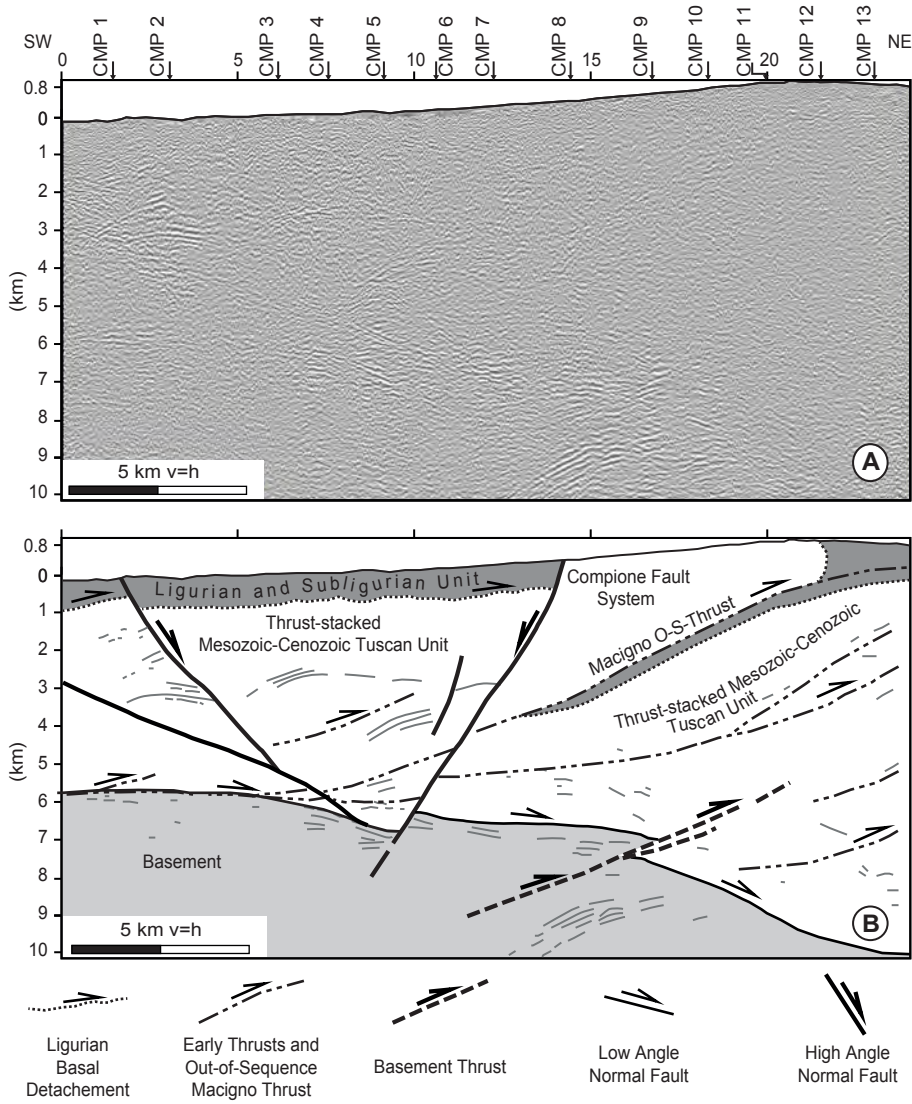 SW
NE
CMP 1
CMP 2
CMP 3
CMP 4
CMP 5
CMP 6
CMP 7
CMP 8
CMP 9
CMP 10
CMP 11
CMP 12
CMP 13
0
5
10
15
20
0.8
0
1
2
3
4
5
6
7
8
9
10
(km)
5 km v=h
A
0.8
0
1
2
3
4
5
6
7
8
9
10
(km)
Ligurian and Sub/igurian Unit
Thrust-stacked
Mesozoic-Cenozoic Tuscan Unit
Compione Fault
System
Macigno O-S-Thrust
Thrust-stacked Mesozoic-Cenozoic
Tuscan Unit
Basement
5 km v=h
B
Ligurian
Basal
Detachement
Early Thrusts and
Out-of-Sequence
Macigno Thrust
Basement Thrust
Low Angle
Normal Fault
High Angle
Normal Fault